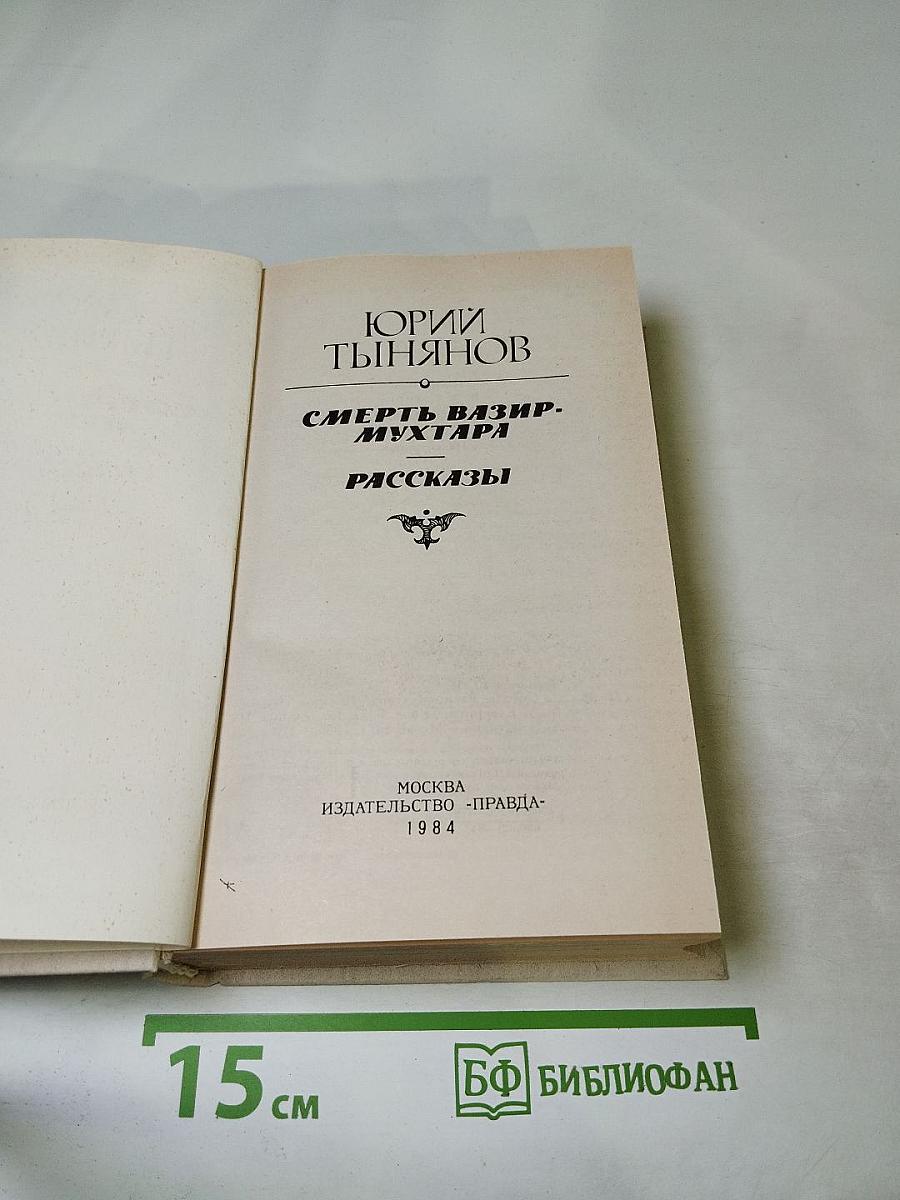 ЮРИЙ
ТЫНЯНОВ
СМЕРТЬ ВАЗИР-
МУХТАРА
РАССКАЗЫ
МОСКВА
ИЗДАТЕЛЬСТВО «ПРАВДА»
1984
15 см
БФ БИБЛИОФАН